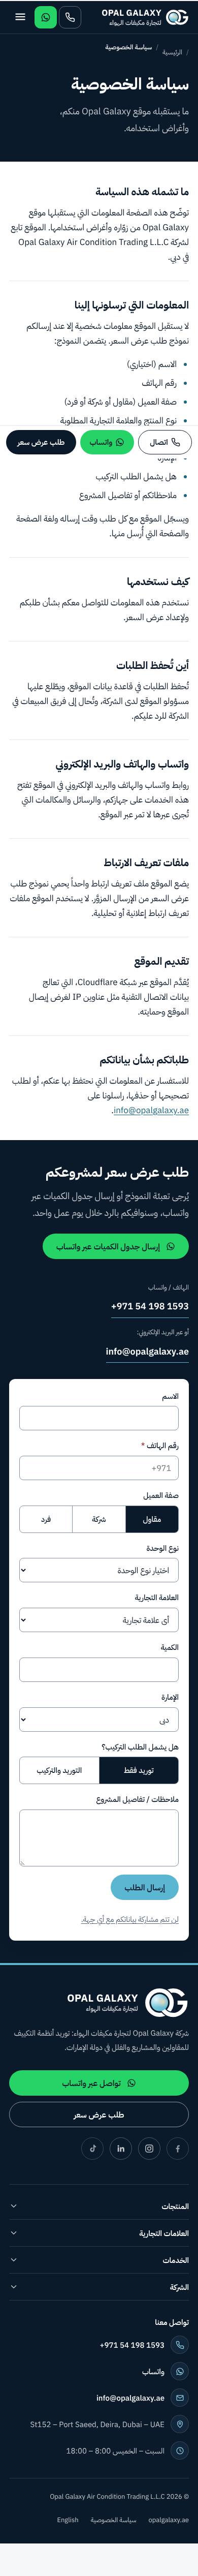 OPAL GALAXY
لتجارة مكيفات الهواء
الرئيسية / سياسة الخصوصية /
سياسة الخصوصية
ما يستقبله موقع Opal Galaxy منكم،
وأغراض استخدامه.
ما تشمله هذه السياسة
توضّح هذه الصفحة المعلومات التي يستقبلها موقع
Opal Galaxy من زوّاره وأغراض استخدامها. الموقع تابع
لشركة Opal Galaxy Air Condition Trading L.L.C
في دبي.
المعلومات التي ترسلونها إلينا
لا يستقبل الموقع معلومات شخصية إلا عند إرسالكم
نموذج طلب عرض السعر. يتضمن النموذج:
الاسم (اختياري)
رقم الهاتف
صفة العميل (مقاول أو شركة أو فرد)
نوع المنتج والعلامة التجارية المطلوبة
اتصال
واتساب
طلب عرض سعر
الإمارة
هل يشمل الطلب التركيب
ملاحظاتكم أو تفاصيل المشروع
ويسجّل الموقع مع كل طلب وقت إرساله ولغة الصفحة
والصفحة التي أُرسل منها.
كيف نستخدمها
نستخدم هذه المعلومات للتواصل معكم بشأن طلبكم
ولإعداد عرض السعر.
أين تُحفظ الطلبات
تُحفظ الطلبات في قاعدة بيانات الموقع، ويطّلع عليها
مسؤولو الموقع لدى الشركة، وتُحال إلى فريق المبيعات في
الشركة للرد عليكم.
واتساب والهاتف والبريد الإلكتروني
روابط واتساب والهاتف والبريد الإلكتروني في الموقع تفتح
هذه الخدمات على جهازكم، والرسائل والمكالمات التي
تُجرى عبرها لا تمر عبر الموقع.
ملفات تعريف الارتباط
يضع الموقع ملف تعريف ارتباط واحداً يحمي نموذج طلب
عرض السعر من الإرسال المزوّر. لا يستخدم الموقع ملفات
تعريف ارتباط إعلانية أو تحليلية.
تقديم الموقع
يُقدَّم الموقع عبر شبكة Cloudflare، التي تعالج
بيانات الاتصال التقنية مثل عناوين IP لغرض إيصال
الموقع وحمايته.
طلباتكم بشأن بياناتكم
للاستفسار عن المعلومات التي نحتفظ بها عنكم، أو لطلب
تصحيحها أو حذفها، راسلونا على
info@opalgalaxy.ae.
طلب عرض سعر لمشروعكم
يُرجى تعبئة النموذج أو إرسال جدول الكميات عبر
واتساب، وسنوافيكم بالرد خلال يوم عمل واحد.
إرسال جدول الكميات عبر واتساب
الهاتف / واتساب
+971 54 198 1593
أو عبر البريد الإلكتروني:
info@opalgalaxy.ae
الاسم
رقم الهاتف *
+971
صفة العميل
مقاول
شركة
فرد
نوع الوحدة
اختيار نوع الوحدة
العلامة التجارية
أي علامة تجارية
الكمية
الإمارة
دبي
هل يشمل الطلب التركيب؟
توريد فقط
التوريد والتركيب
ملاحظات / تفاصيل المشروع
إرسال الطلب
لن تتم مشاركة بياناتكم مع أي جهة.
OPAL GALAXY
لتجارة مكيفات الهواء
شركة Opal Galaxy لتجارة مكيفات الهواء: توريد أنظمة التكييف
للمقاولين والمشاريع والفلل في دولة الإمارات.
تواصل عبر واتساب
طلب عرض سعر
المنتجات
العلامات التجارية
الخدمات
الشركة
تواصل معنا
+971 54 198 1593
واتساب
info@opalgalaxy.ae
St152 – Port Saeed, Deira, Dubai – UAE
السبت – الخميس 8:00 – 18:00
© 2026 Opal Galaxy Air Condition Trading L.L.C
opalgalaxy.ae
سياسة الخصوصية
English